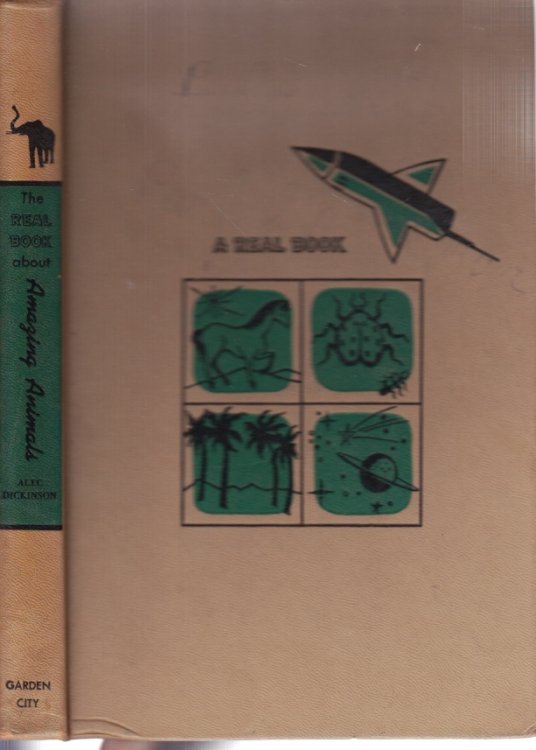 The
REAL
BOOK
about
Amazing Animals
ALEC
DICKINSON
GARDEN
CITY
A REAL BOOK